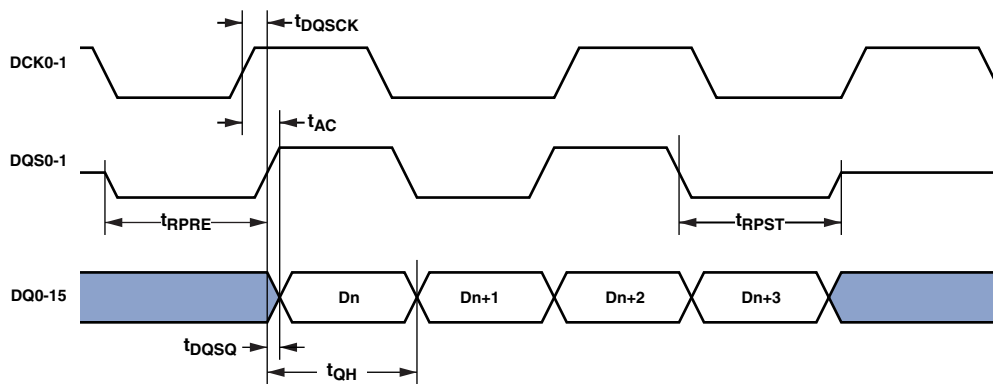 tDQSCK
DCK0-1
tAC
DQS0-1
tRPRE
tRPST
DQ0-15
Dn
Dn+1
Dn+2
Dn+3
tDQSQ
tQH